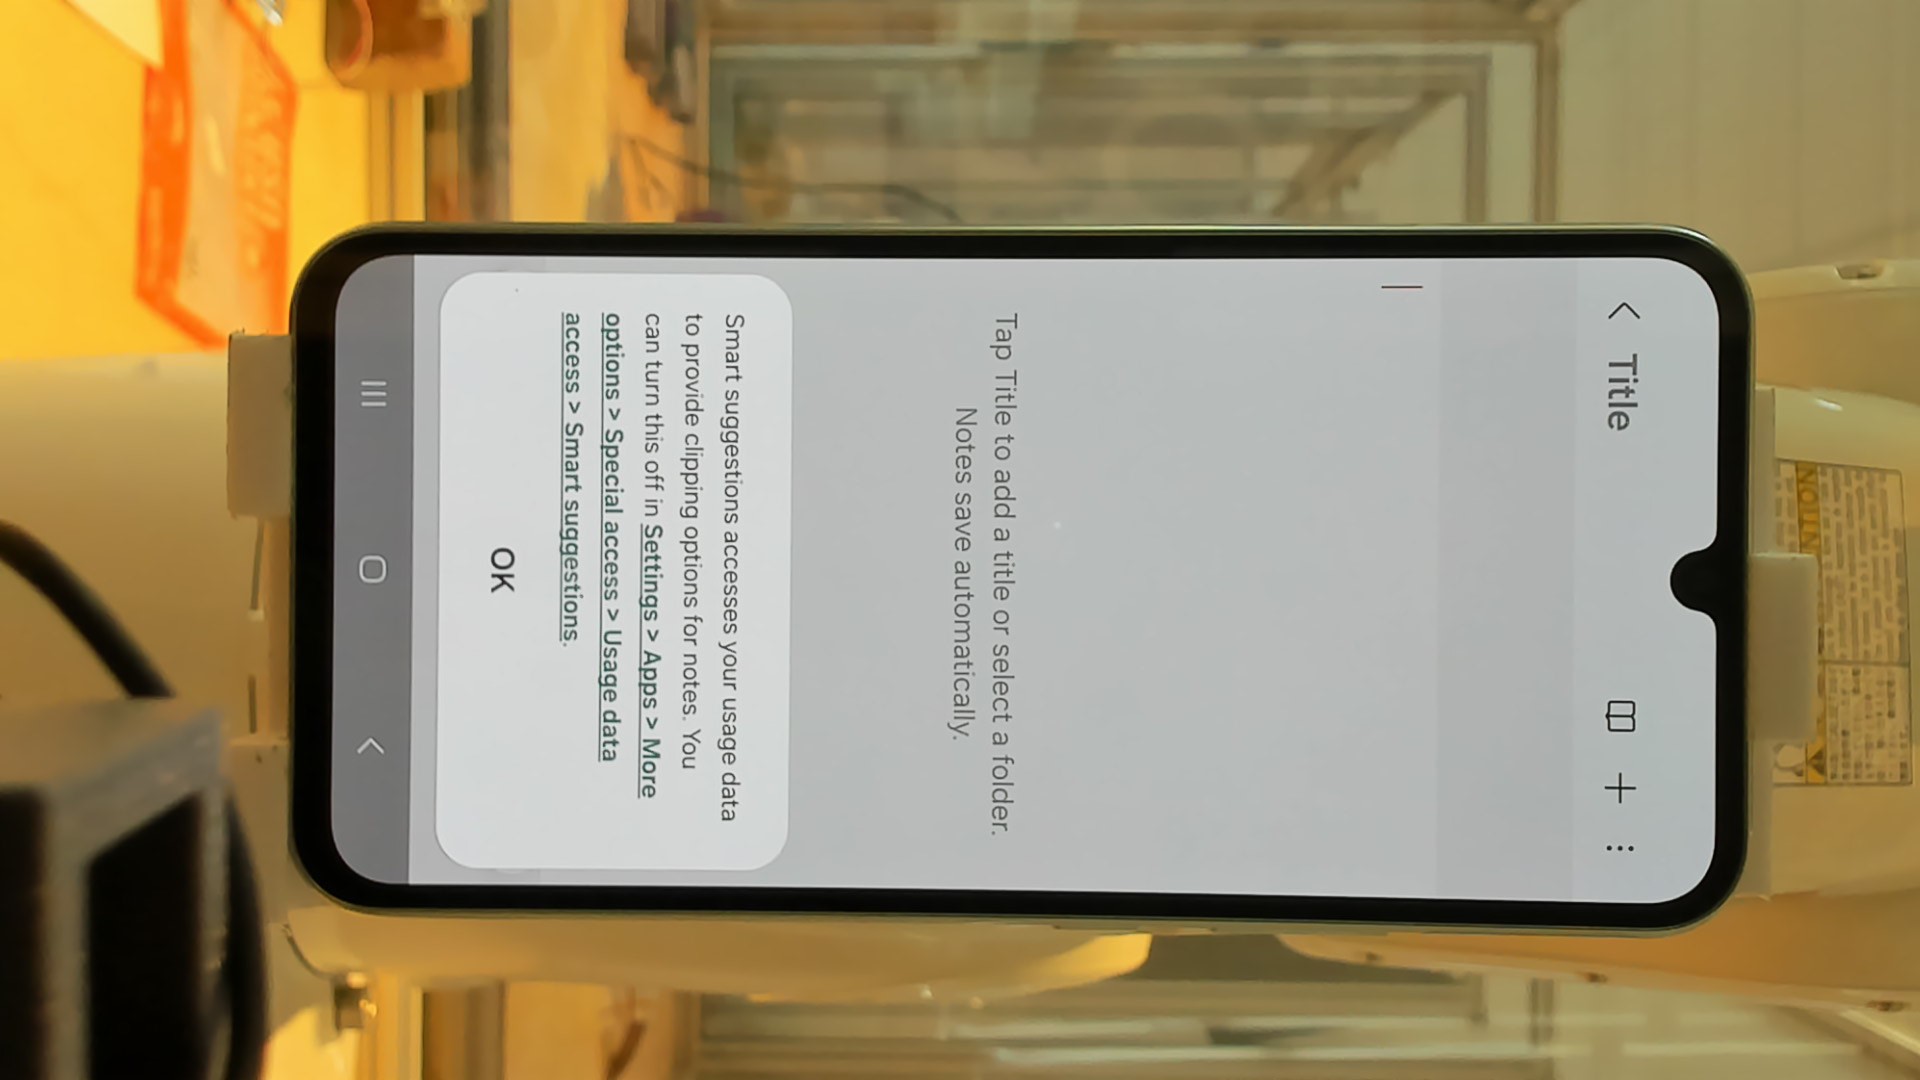 Title
Tap Title to add a title or select a folder.
Notes save automatically.
Smart suggestions accesses your usage data
to provide clipping options for notes. You
can turn this off in Settings > Apps > More
options > Special access > Usage data
access > Smart suggestions.
OK